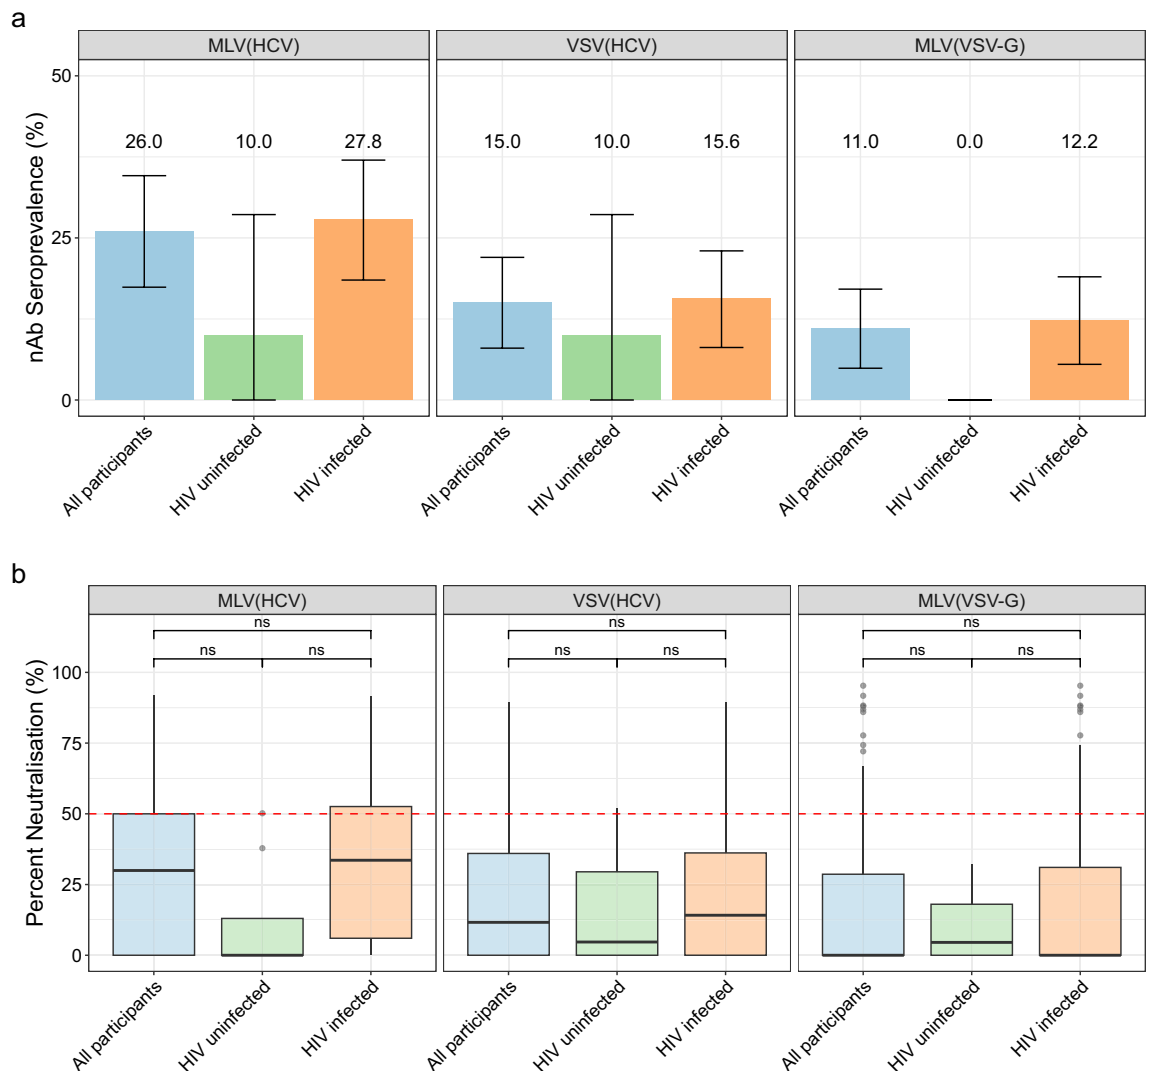 a
MLV(HCV) VSV(HCV) MLV(VSV-G)
nAb Seroprevalence (%)
50
25
0
26.0 10.0 27.8 15.0 10.0 15.6 11.0 0.0 12.2
All participants HIV uninfected HIV infected All participants HIV uninfected HIV infected All participants HIV uninfected HIV infected
b
MLV(HCV) VSV(HCV) MLV(VSV-G)
ns ns ns
ns ns ns ns ns ns
Percent Neutralisation (%)
100
75
50
25
0
All participants HIV uninfected HIV infected All participants HIV uninfected HIV infected All participants HIV uninfected HIV infected